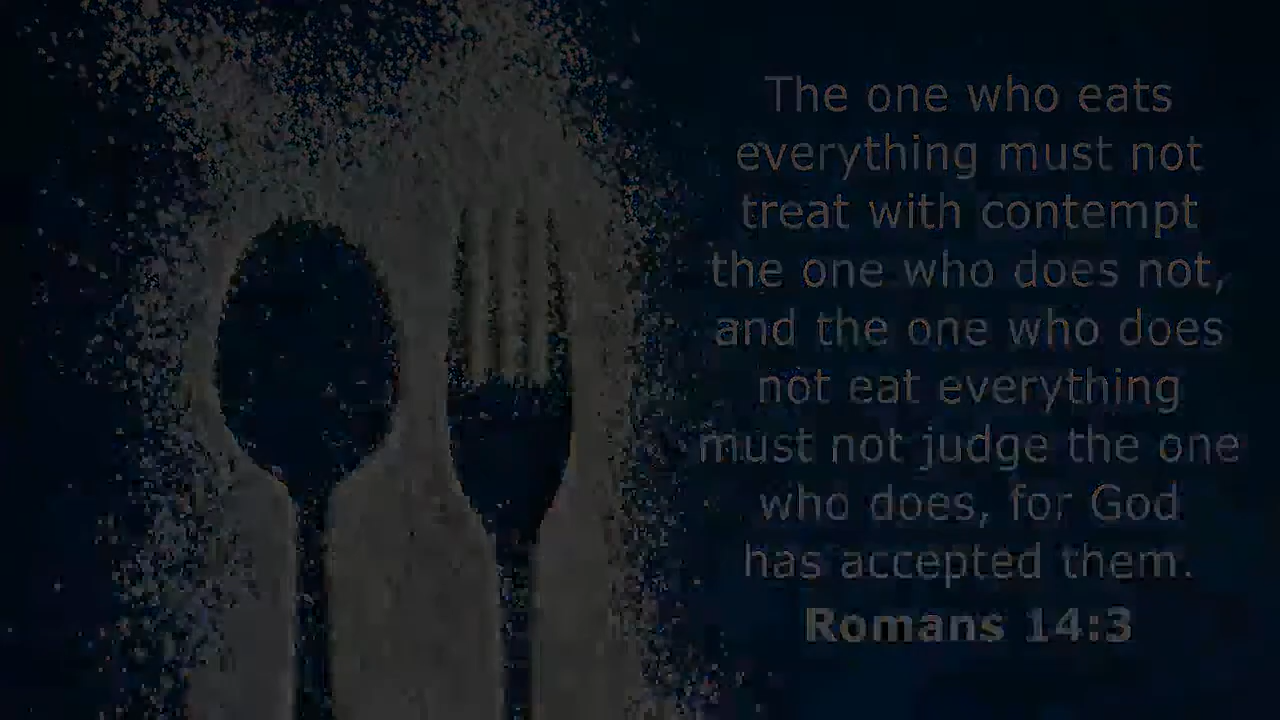 The one who eats
everything must not
treat with contempt
the one who does not,
and the one who does
not eat everything
must not judge the one
who does, for God
has accepted them.
Romans 14:3